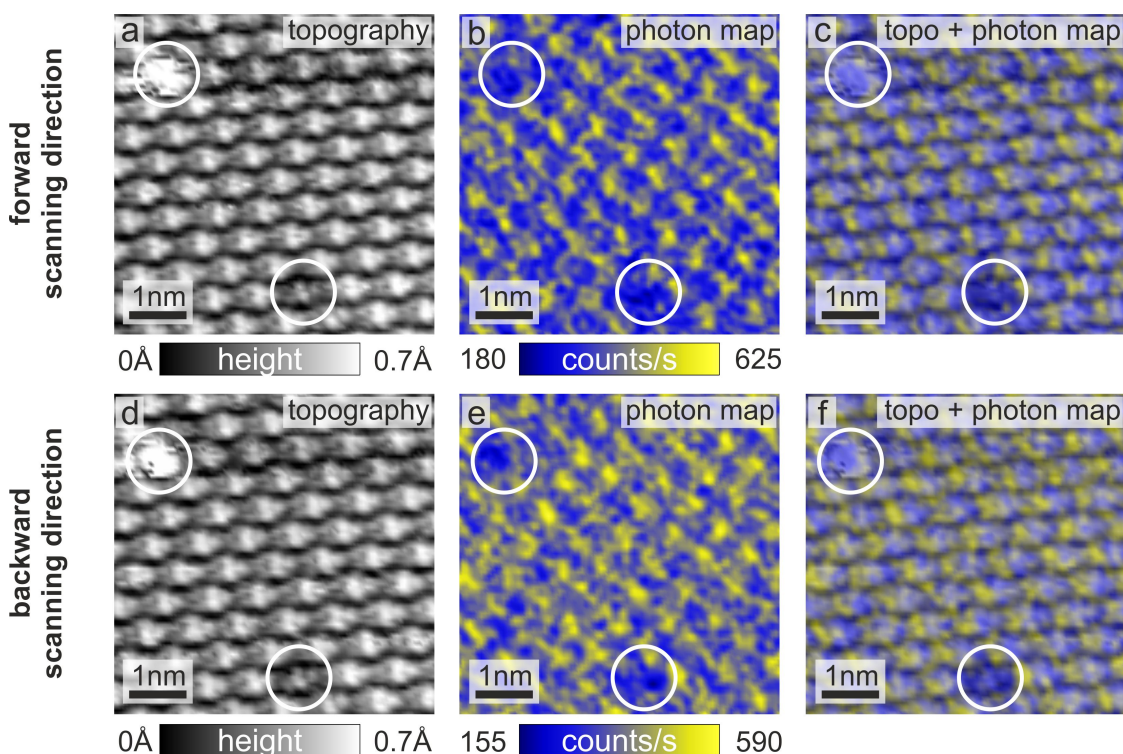 forward
scanning direction
a topography
b photon map
c topo + photon map
1nm
1nm
1nm
0Å height 0.7Å
180 counts/s 625
backward
scanning direction
d topography
e photon map
f topo + photon map
1nm
1nm
1nm
0Å height 0.7Å
155 counts/s 590